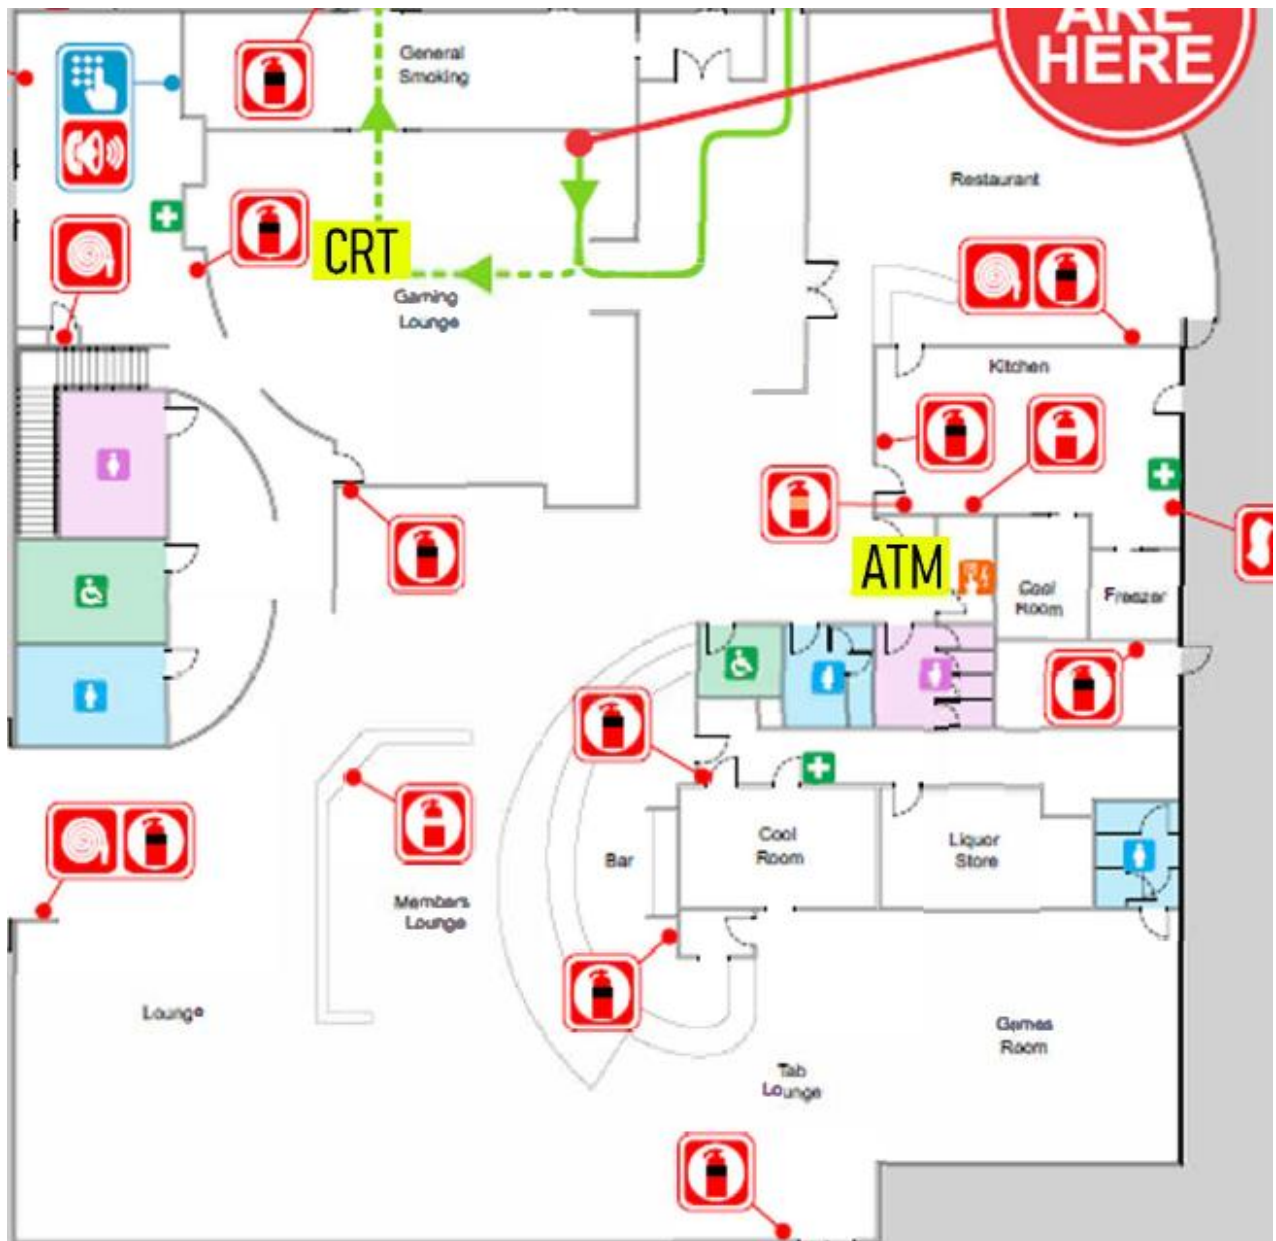 ARE
HERE
General
Smoking
Restaurant
CRT
Gaming
Lounge
Kitchen
ATM
Cool
Room
Freezer
Cool
Room
Liquor
Store
Bar
Members
Lounge
Lounge
Games
Room
Tab
Lounge